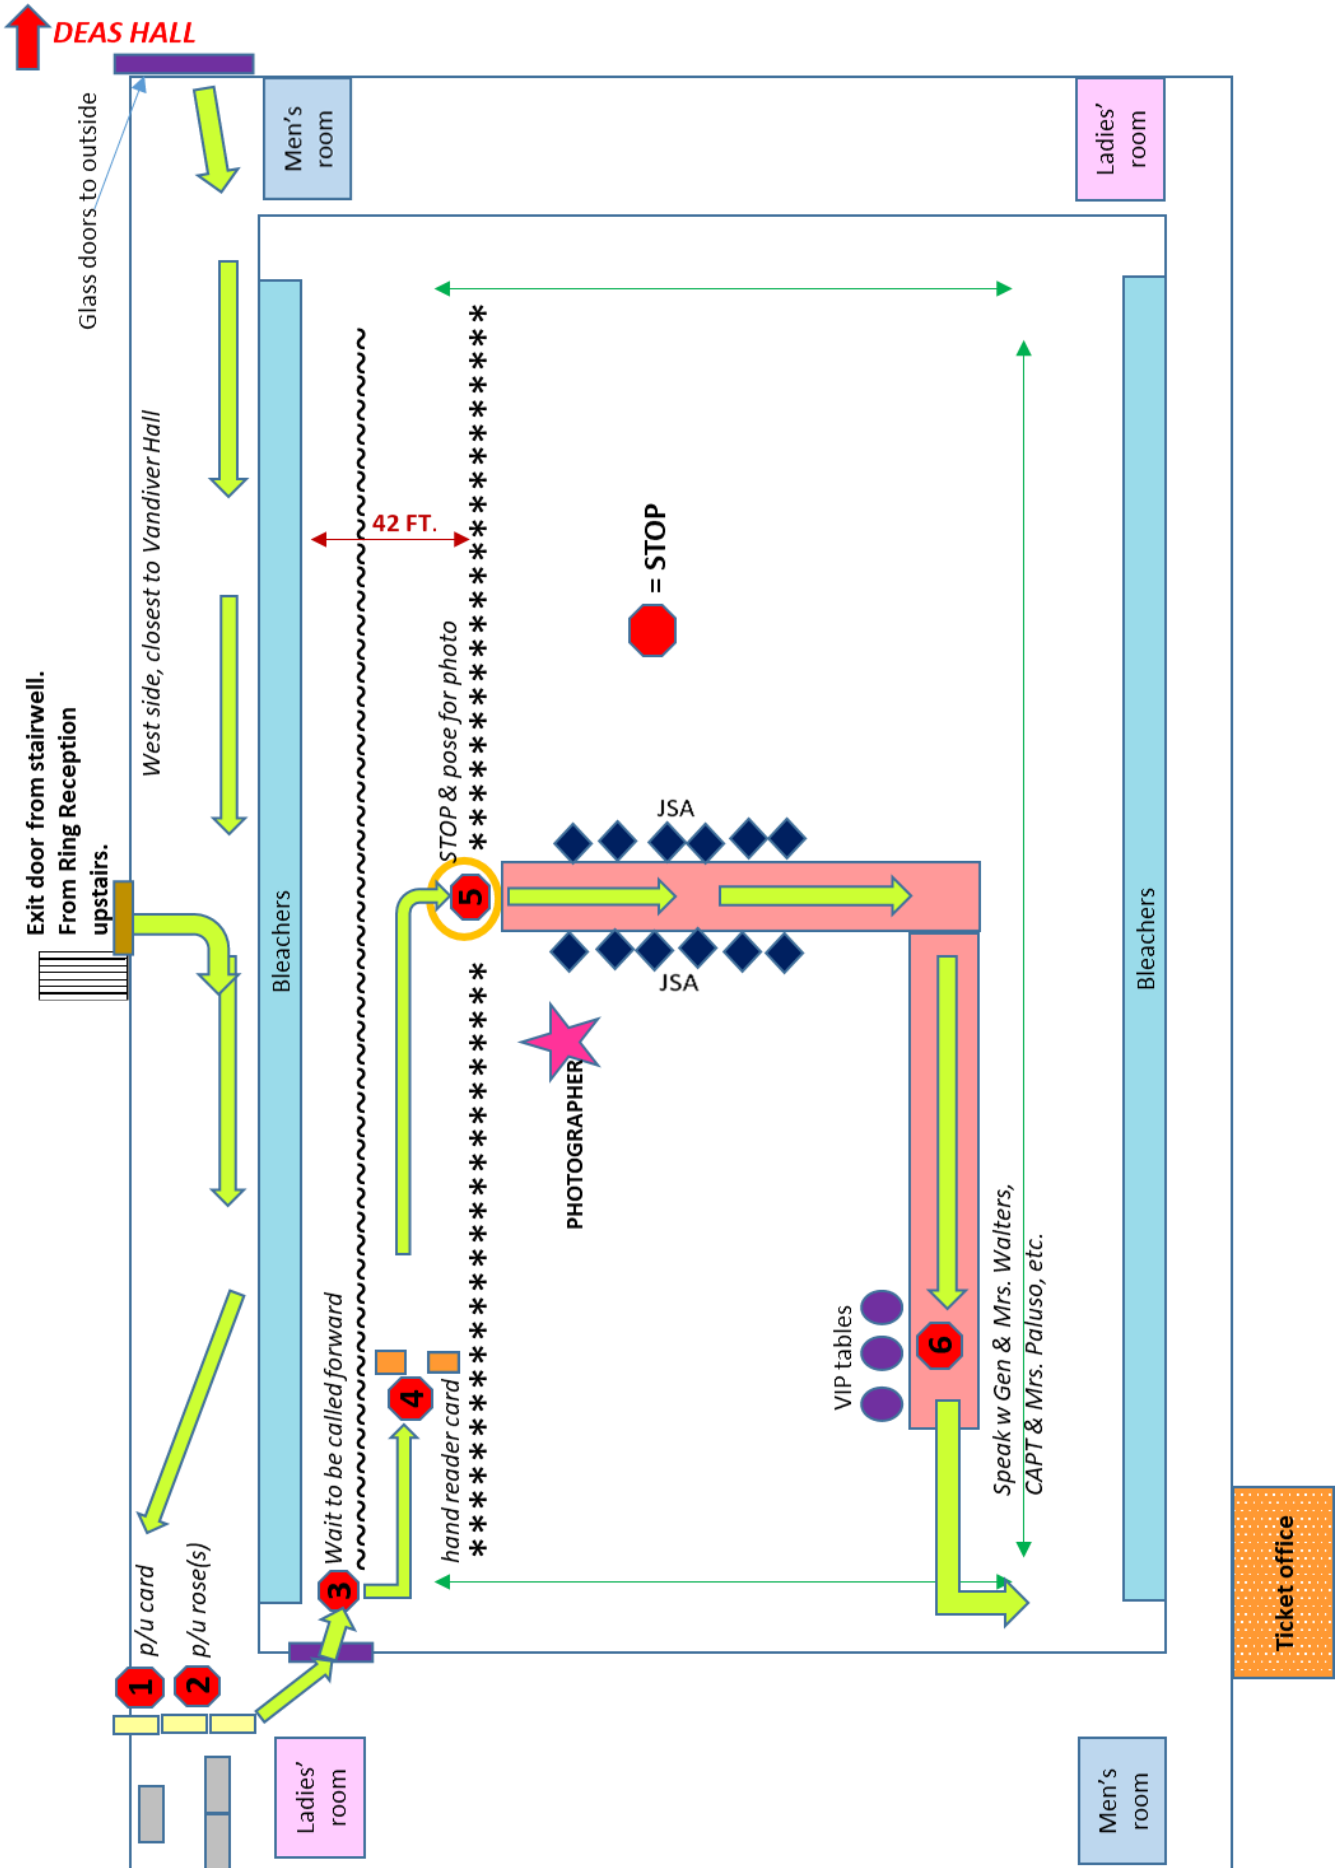 DEAS HALL
Glass doors to outside
Men's
room
Ladies'
room
West side, closest to Vandiver Hall
Exit door from stairwell.
From Ring Reception
upstairs.
Bleachers
42 FT.
= STOP
STOP & pose for photo
JSA
5
JSA
PHOTOGRAPHER
Bleachers
Wait to be called forward
4
hand reader card
3
VIP tables
6
Speak w Gen & Mrs. Walters,
CAPT & Mrs. Paluso, etc.
1
p/u card
2
p/u rose(s)
Ladies'
room
Men's
room
Ticket office